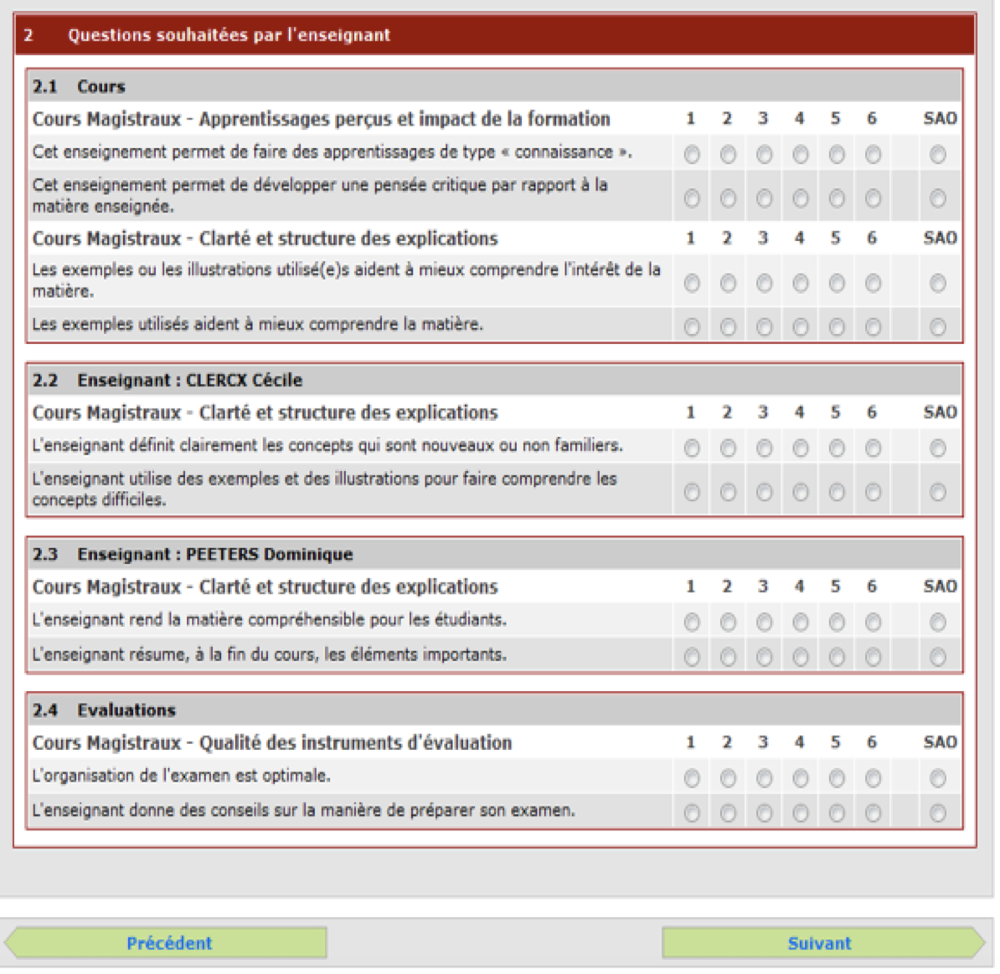 2 Questions souhaitées par l'enseignant
2.1 Cours
Cours Magistraux - Apprentissages perçus et impact de la formation 1 2 3 4 5 6 SAO
Cet enseignement permet de faire des apprentissages de type « connaissance ».
Cet enseignement permet de développer une pensée critique par rapport à la
matière enseignée.
Cours Magistraux - Clarté et structure des explications 1 2 3 4 5 6 SAO
Les exemples ou les illustrations utilisé(e)s aident à mieux comprendre l'intérêt de la
matière.
Les exemples utilisés aident à mieux comprendre la matière.
2.2 Enseignant : CLERCX Cécile
Cours Magistraux - Clarté et structure des explications 1 2 3 4 5 6 SAO
L'enseignant définit clairement les concepts qui sont nouveaux ou non familiers.
L'enseignant utilise des exemples et des illustrations pour faire comprendre les
concepts difficiles.
2.3 Enseignant : PEETERS Dominique
Cours Magistraux - Clarté et structure des explications 1 2 3 4 5 6 SAO
L'enseignant rend la matière compréhensible pour les étudiants.
L'enseignant résume, à la fin du cours, les éléments importants.
2.4 Evaluations
Cours Magistraux - Qualité des instruments d'évaluation 1 2 3 4 5 6 SAO
L'organisation de l'examen est optimale.
L'enseignant donne des conseils sur la manière de préparer son examen.
Précédent Suivant